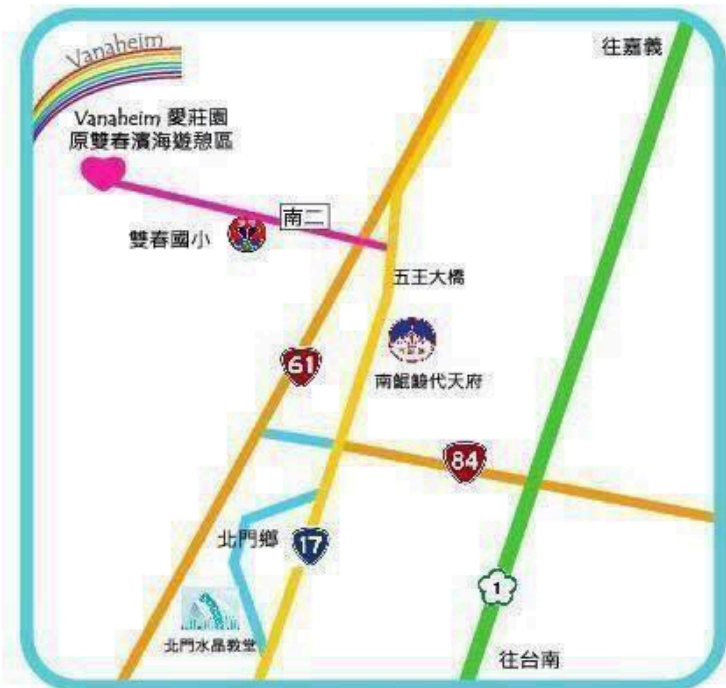 Vanaheim
往嘉義
Vanaheim 愛莊園
原雙春濱海遊憩區
南二
雙春國小
五王大橋
61
南鯤鯓代天府
84
北門鄉
17
1
北門水晶教堂
往台南